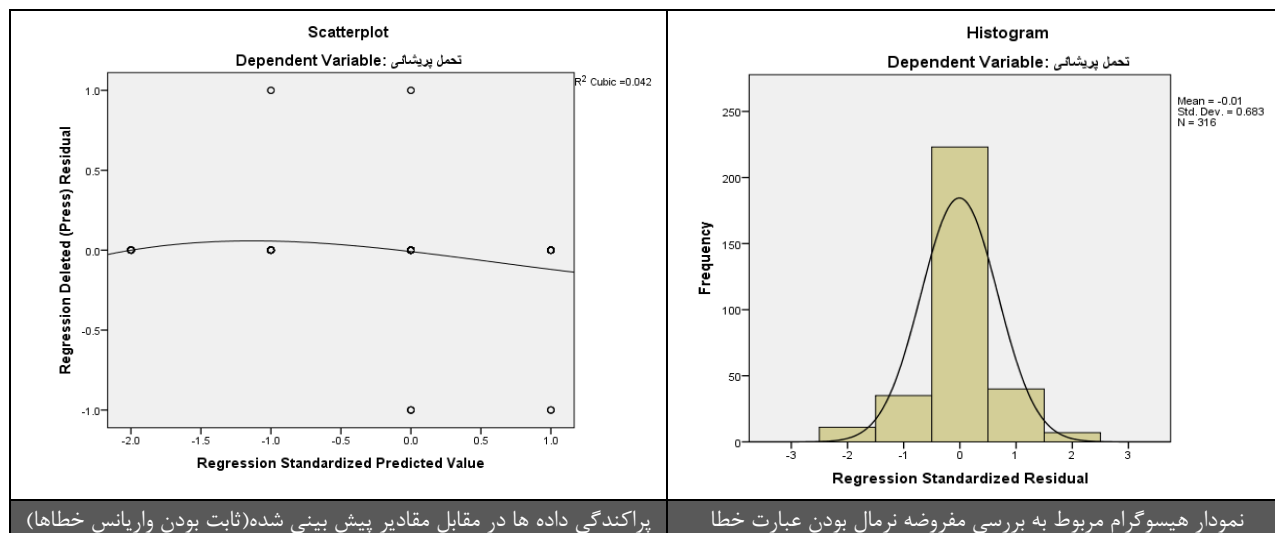 Scatterplot
Dependent Variable: تحمل پریشانی
R2 Cubic =0.042
1.0
0.5
0.0
-0.5
-1.0
Regression Deleted (Press) Residual
-2.0 -1.5 -1.0 -0.5 0.0 0.5 1.0
Regression Standardized Predicted Value
پراکندگی داده ها در مقابل مقادیر پیش بینی شده(ثابت بودن واریانس خطاها)
Histogram
Dependent Variable: تحمل پریشانی
Mean = -0.01
Std. Dev. = 0.683
N = 316
250
200
150
100
50
0
Frequency
-3 -2 -1 0 1 2 3
Regression Standardized Residual
نمودار هیسوگرام مربوط به بررسی مفروضه نرمال بودن عبارت خطا